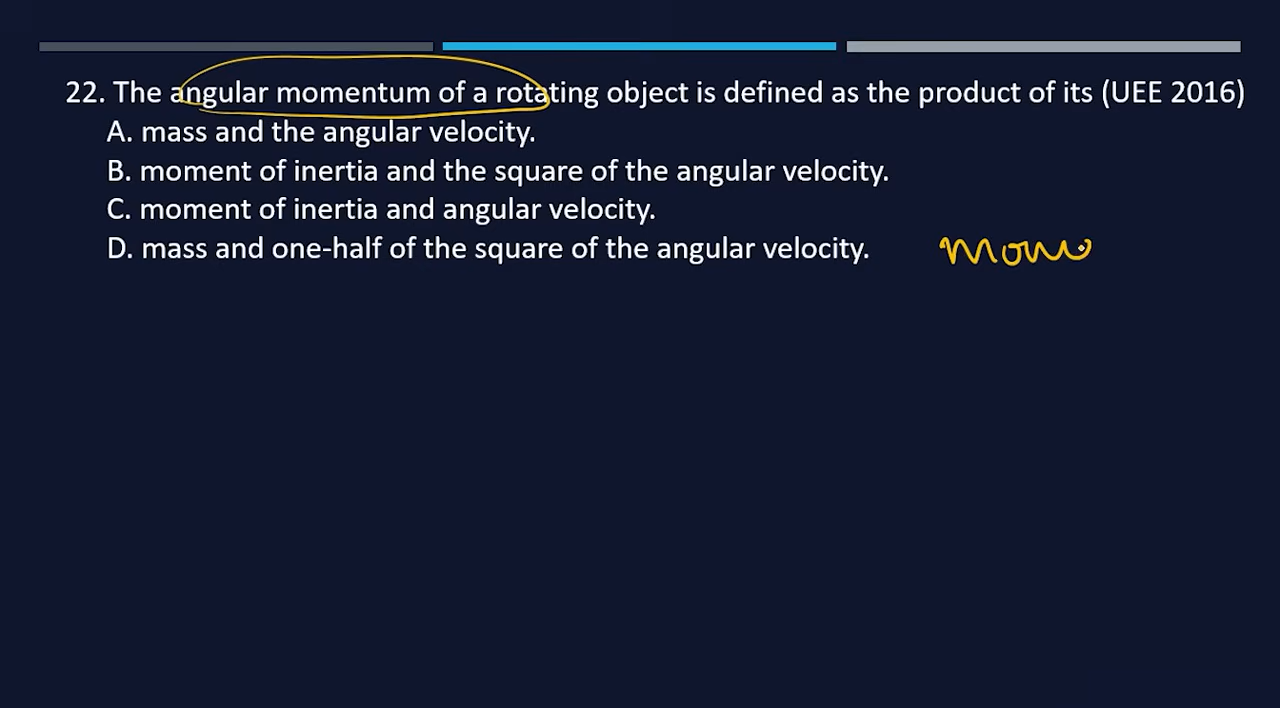 22. The angular momentum of a rotating object is defined as the product of its (UEE 2016)
A. mass and the angular velocity.
B. moment of inertia and the square of the angular velocity.
C. moment of inertia and angular velocity.
D. mass and one-half of the square of the angular velocity.
mom